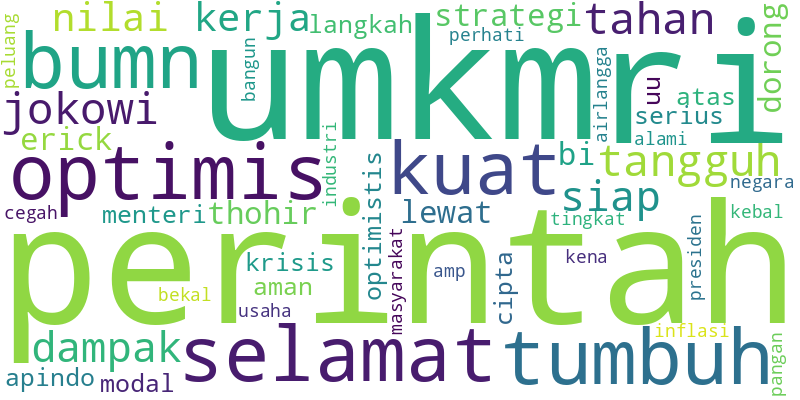 peluang
nilai
kerja
langkah
strategi
perhati
tahan
dorong
bumn
bangun
umkm
ri
airlangga
uu
atas
serius
alami
jokowi
erick
optimis
industri
kuat
bi
tangguh
negara
siap
cegah
menteri
thohir
optimistis
lewat
tingkat
kebal
perintah
krisis
aman
bekal
usaha
masyarakat
amp
cipta
kena
presiden
dampak
selamat
tumbuh
inflasi
pangan
apindo
modal